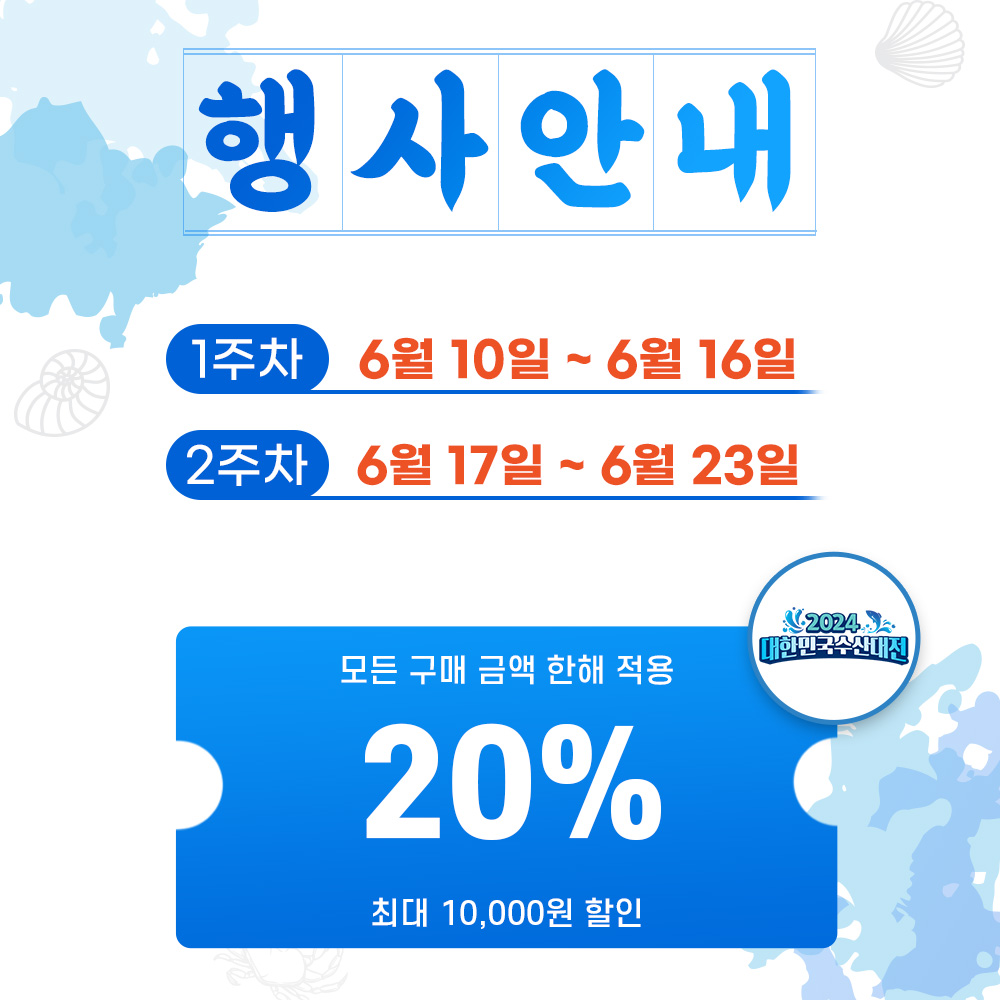 행사안내
1주차 6월 10일 ~ 6월 16일
2주차 6월 17일 ~ 6월 23일
2024
대한민국수산대전
모든 구매 금액 한해 적용
20%
최대 10,000원 할인